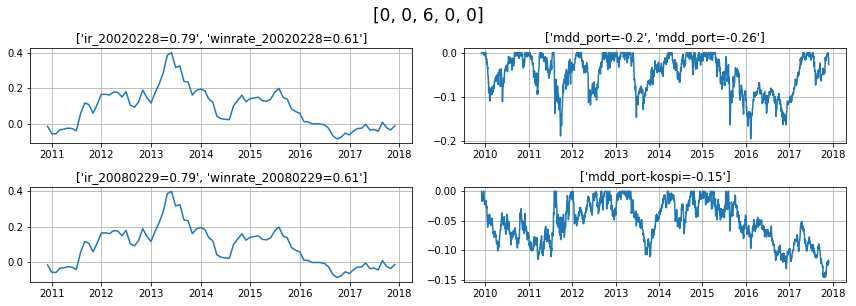 [0, 0, 6, 0, 0]
['ir_20020228=0.79', 'winrate_20020228=0.61']
0.4
0.2
0.0
2011 2012 2013 2014 2015 2016 2017 2018
['mdd_port=-0.2', 'mdd_port=-0.26']
0.0
−0.1
−0.2
2010 2011 2012 2013 2014 2015 2016 2017 2018
['ir_20080229=0.79', 'winrate_20080229=0.61']
0.4
0.2
0.0
2011 2012 2013 2014 2015 2016 2017 2018
['mdd_port-kospi=-0.15']
0.00
−0.05
−0.10
−0.15
2010 2011 2012 2013 2014 2015 2016 2017 2018